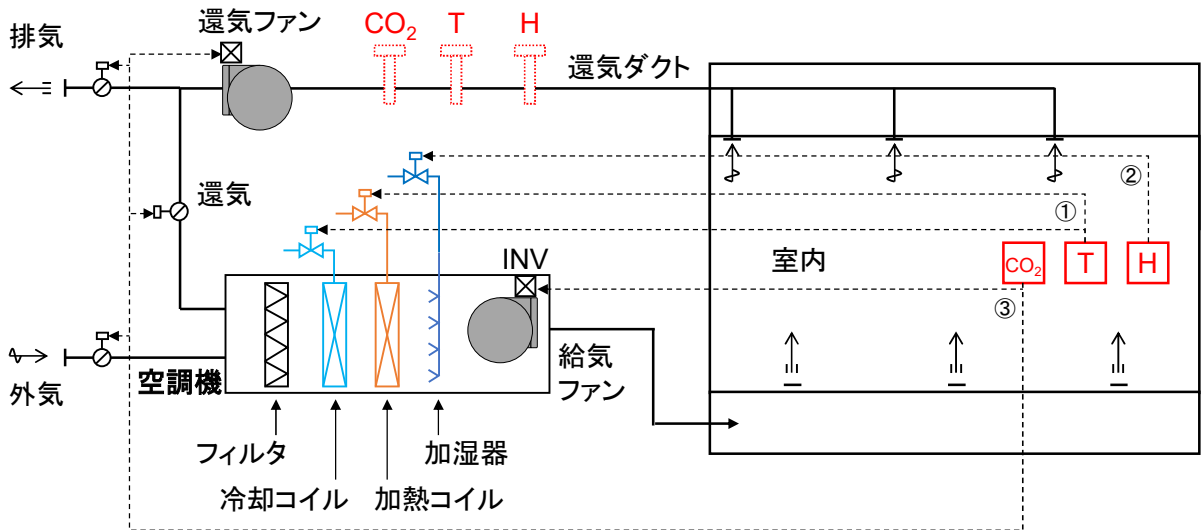 還気ファン
CO2
T
H
排気
還気ダクト
②
還気
①
INV
室内
CO2
T
H
③
給気
ファン
空調機
外気
フィルタ
加湿器
冷却コイル
加熱コイル